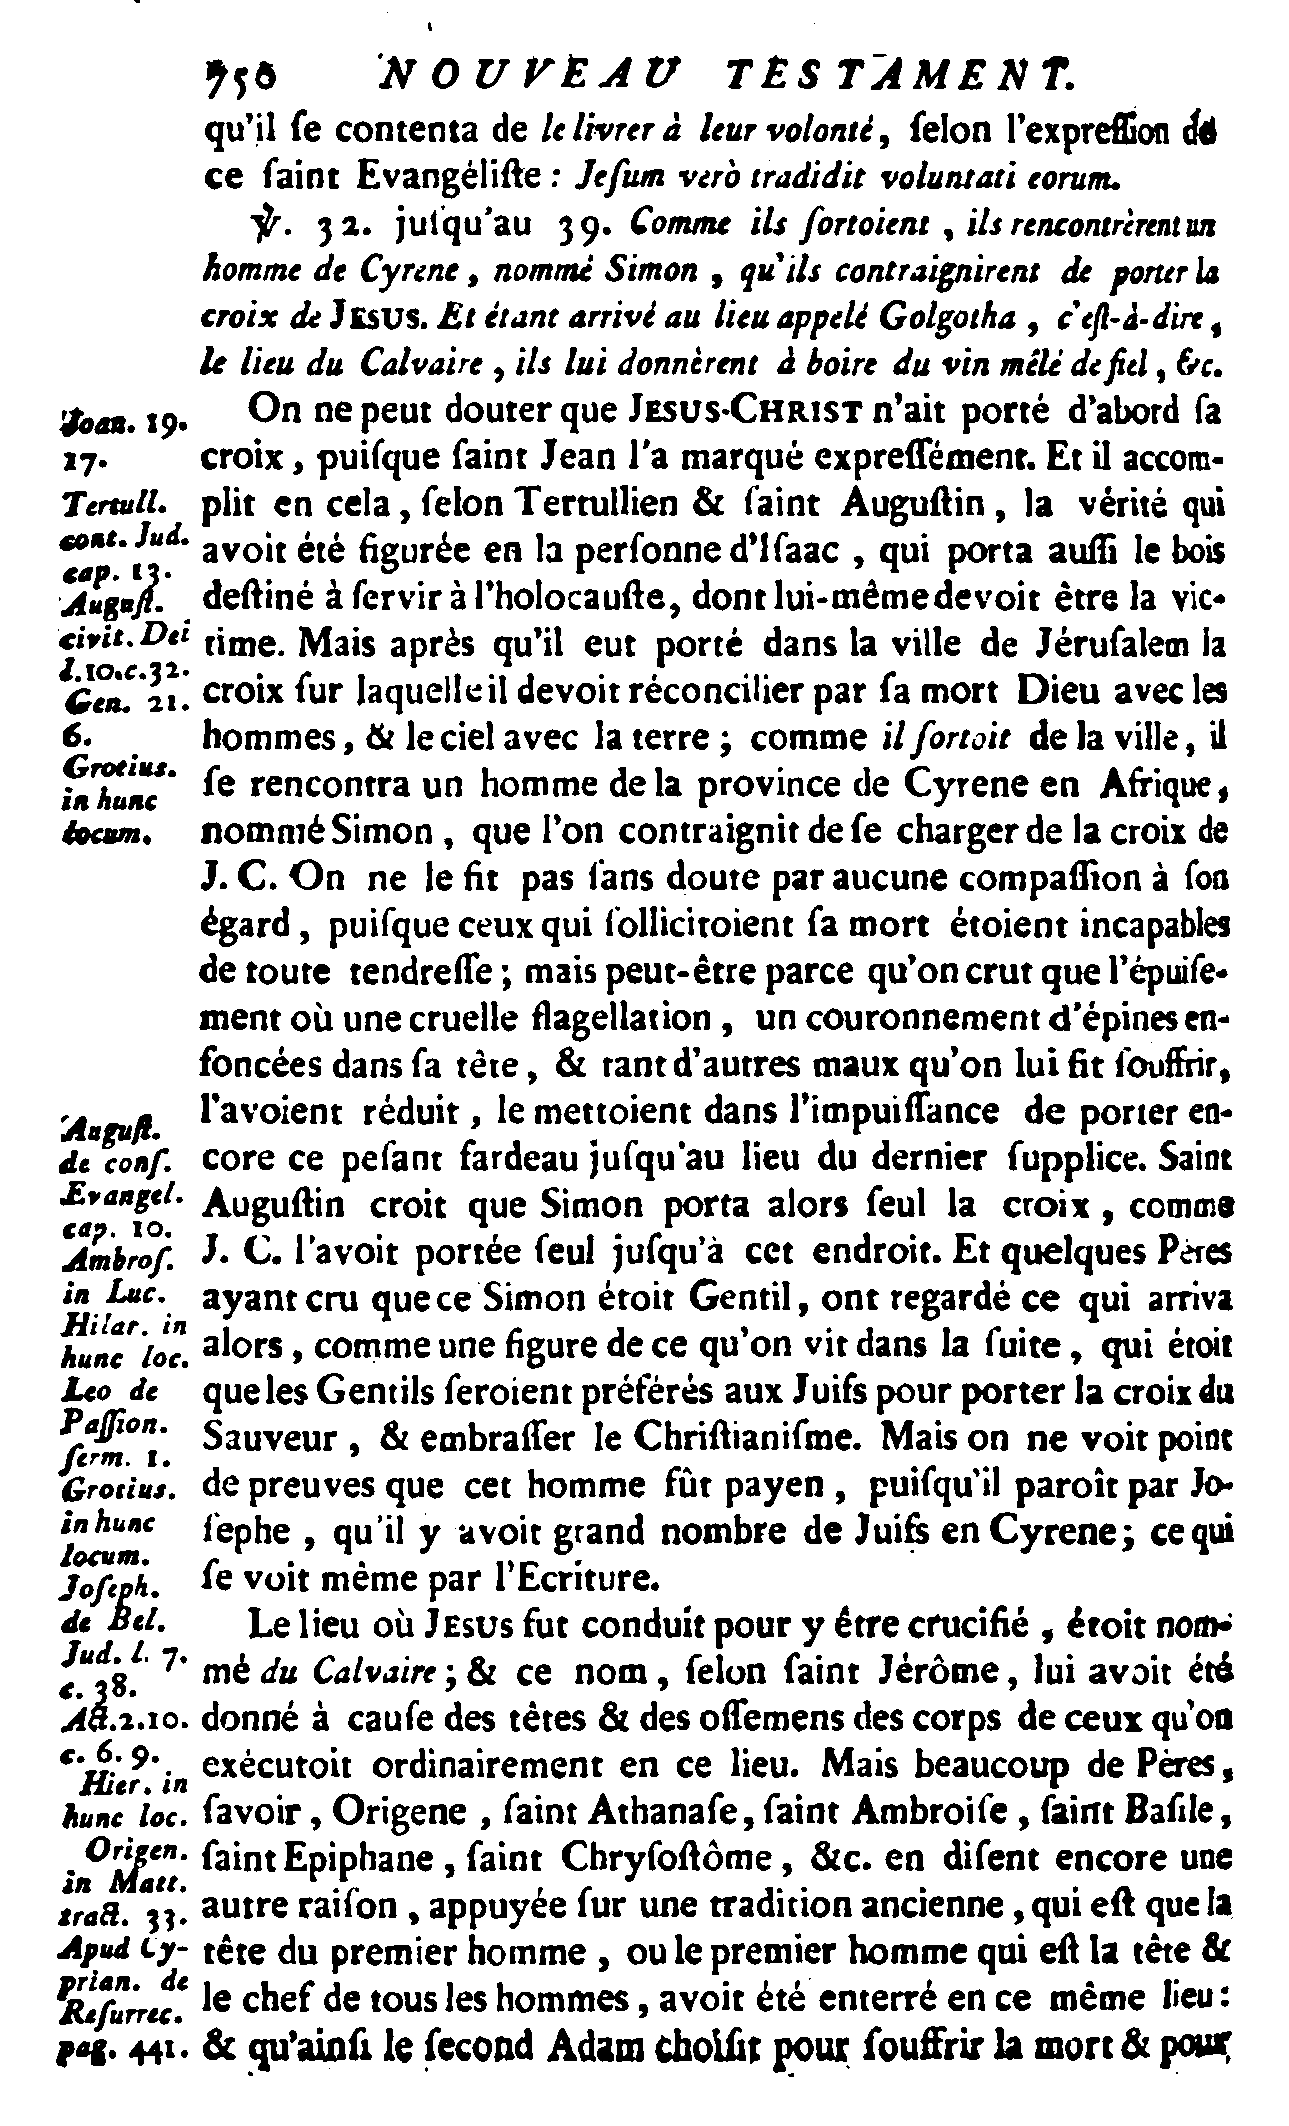 750 NOUVEAU TESTAMENT.
qu'il ſe contenta de le livrer à leur volonté, ſelon l'expreſſion de
ce ſaint Evangéliſte : Jeſum verò tradidit voluntati eorum.
℣. 32. juſqu'au 39. Comme ils ſortoient, ils rencontrèrent un
homme de Cyrene, nommé Simon, qu'ils contraignirent de porter la
croix de JESUS. Et étant arrivé au lieu appelé Golgotha, c'eſt-à-dire,
le lieu du Calvaire, ils lui donnèrent à boire du vin mêlé de fiel, &c.
On ne peut douter que JESUS-CHRIST n'ait porté d'abord ſa
croix, puiſque ſaint Jean l'a marqué expreſſément. Et il accom-
plit en cela, ſelon Tertullien & ſaint Auguſtin, la vérité qui
avoit été figurée en la perſonne d'Iſaac, qui porta auſſi le bois
deſtiné à ſervir à l'holocauſte, dont lui-même devoit être la vic-
time. Mais après qu'il eut porté dans la ville de Jéruſalem la
croix ſur laquelle il devoit réconcilier par ſa mort Dieu avec les
hommes, & le ciel avec la terre ; comme il ſortoit de la ville, il
ſe rencontra un homme de la province de Cyrene en Afrique,
nommé Simon, que l'on contraignit de ſe charger de la croix de
J. C. On ne le fit pas ſans doute par aucune compaſſion à ſon
égard, puiſque ceux qui ſollicitoient ſa mort étoient incapables
de toute tendreſſe ; mais peut-être parce qu'on crut que l'épuiſe-
ment où une cruelle flagellation, un couronnement d'épines en-
foncées dans ſa tête, & tant d'autres maux qu'on lui fit ſouffrir,
l'avoient réduit, le mettoient dans l'impuiſſance de porter en-
core ce peſant fardeau juſqu'au lieu du dernier ſupplice. Saint
Auguſtin croit que Simon porta alors ſeul la croix, comme
J. C. l'avoit portée ſeul juſqu'à cet endroit. Et quelques Pères
ayant cru que ce Simon étoit Gentil, ont regardé ce qui arriva
alors, comme une figure de ce qu'on vit dans la ſuite, qui étoit
que les Gentils ſeroient préférés aux Juifs pour porter la croix du
Sauveur, & embraſſer le Chriſtianiſme. Mais on ne voit point
de preuves que cet homme fût payen, puiſqu'il paroît par Jo-
ſephe, qu'il y avoit grand nombre de Juifs en Cyrene ; ce qui
ſe voit même par l'Ecriture.
Le lieu où JESUS fut conduit pour y être crucifié, étoit nom-
mé du Calvaire ; & ce nom, ſelon ſaint Jérôme, lui avoit été
donné à cauſe des têtes & des oſſemens des corps de ceux qu'on
exécutoit ordinairement en ce lieu. Mais beaucoup de Pères,
ſavoir, Origene, ſaint Athanaſe, ſaint Ambroiſe, ſaint Baſile,
ſaint Epiphane, ſaint Chryſoſtôme, &c. en diſent encore une
autre raiſon, appuyée ſur une tradition ancienne, qui eſt que la
tête du premier homme, ou le premier homme qui eſt la tête &
le chef de tous les hommes, avoit été enterré en ce même lieu :
& qu'ainſi le ſecond Adam choiſit pour ſouffrir la mort & pour
Joan. 19.
17.
Tertull.
cont. Jud.
cap. 13.
Auguſt.
civit. Dei
l. 10. c. 32.
Gen. 21.
6.
Grotius.
in hunc
locum.
Auguſt.
de conſ.
Evangel.
cap. 10.
Ambroſ.
in Luc.
Hilar. in
hunc loc.
Leo de
Paſſion.
ſerm. 1.
Grotius.
in hunc
locum.
Joſeph.
de Bel.
Jud. l. 7.
c. 38.
Act. 2. 10.
c. 6. 9.
Hier. in
hunc loc.
Origen.
in Matt.
tract. 33.
Apud Cy-
prian. de
Reſurrec.
pag. 441.